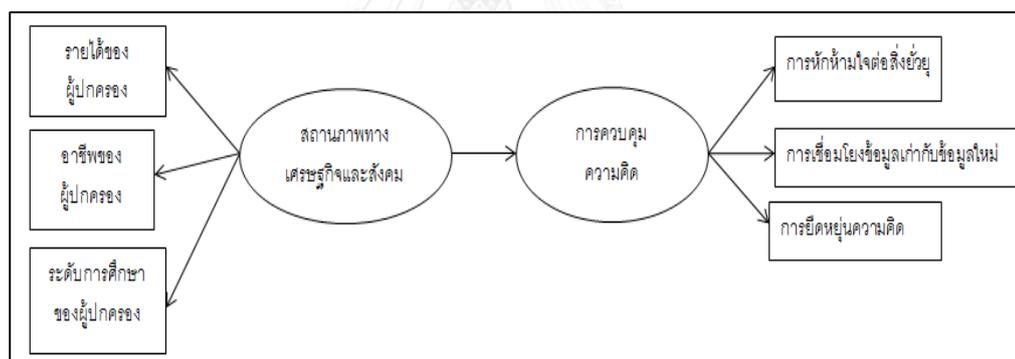 รายได้ของ
ผู้ปกครอง
อาชีพของ
ผู้ปกครอง
ระดับการศึกษา
ของผู้ปกครอง
สถานภาพทาง
เศรษฐกิจและสังคม
การควบคุม
ความคิด
การหักห้ามใจต่อสิ่งยั่วยุ
การเชื่อมโยงข้อมูลเก่ากับข้อมูลใหม่
การยืดหยุ่นความคิด